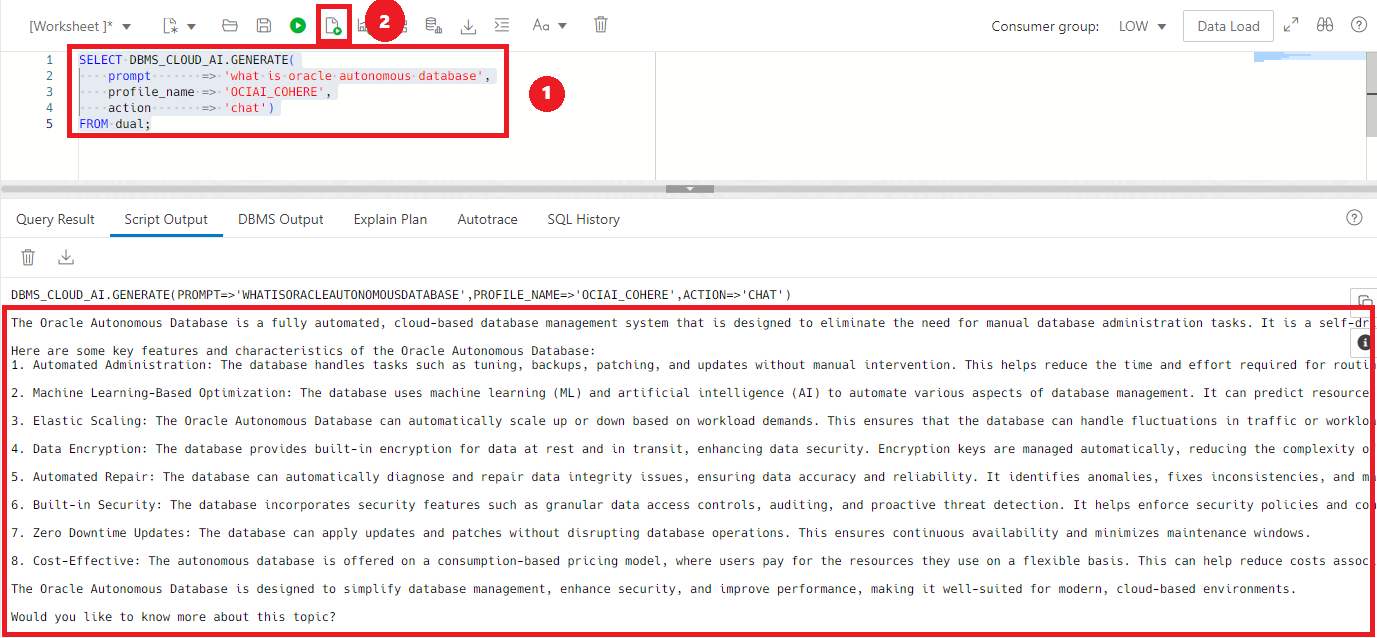 [Worksheet ]*
2
Aa
Consumer group:
LOW
Data Load
1 SELECT DBMS_CLOUD_AI.GENERATE(
2 prompt => 'what is oracle autonomous database',
3 profile_name => 'OCIAI_COHERE',
4 action => 'chat')
5 FROM dual;
1
Query Result
Script Output
DBMS Output
Explain Plan
Autotrace
SQL History
DBMS_CLOUD_AI.GENERATE(PROMPT=>'WHATISORACLEAUTONOMOUSDATABASE',PROFILE_NAME=>'OCIAI_COHERE',ACTION=>'CHAT')
The Oracle Autonomous Database is a fully automated, cloud-based database management system that is designed to eliminate the need for manual database administration tasks. It is a self-dr
Here are some key features and characteristics of the Oracle Autonomous Database:
1. Automated Administration: The database handles tasks such as tuning, backups, patching, and updates without manual intervention. This helps reduce the time and effort required for routi
2. Machine Learning-Based Optimization: The database uses machine learning (ML) and artificial intelligence (AI) to automate various aspects of database management. It can predict resource
3. Elastic Scaling: The Oracle Autonomous Database can automatically scale up or down based on workload demands. This ensures that the database can handle fluctuations in traffic or worklo
4. Data Encryption: The database provides built-in encryption for data at rest and in transit, enhancing data security. Encryption keys are managed automatically, reducing the complexity o
5. Automated Repair: The database can automatically diagnose and repair data integrity issues, ensuring data accuracy and reliability. It identifies anomalies, fixes inconsistencies, and ma
6. Built-in Security: The database incorporates security features such as granular data access controls, auditing, and proactive threat detection. It helps enforce security policies and co
7. Zero Downtime Updates: The database can apply updates and patches without disrupting database operations. This ensures continuous availability and minimizes maintenance windows.
8. Cost-Effective: The autonomous database is offered on a consumption-based pricing model, where users pay for the resources they use on a flexible basis. This can help reduce costs assoc
The Oracle Autonomous Database is designed to simplify database management, enhance security, and improve performance, making it well-suited for modern, cloud-based environments.
Would you like to know more about this topic?